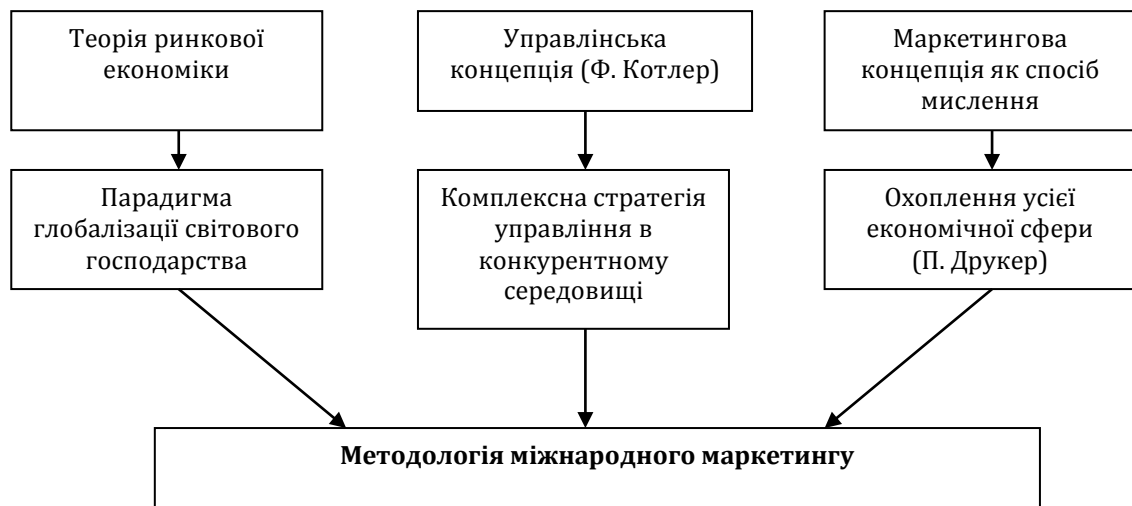 Теорія ринкової
економіки
Управлінська
концепція (Ф. Котлер)
Маркетингова
концепція як спосіб
мислення
Парадигма
глобалізації світового
господарства
Комплексна стратегія
управління в
конкурентному
середовищі
Охоплення усієї
економічної сфери
(П. Друкер)
Методологія міжнародного маркетингу